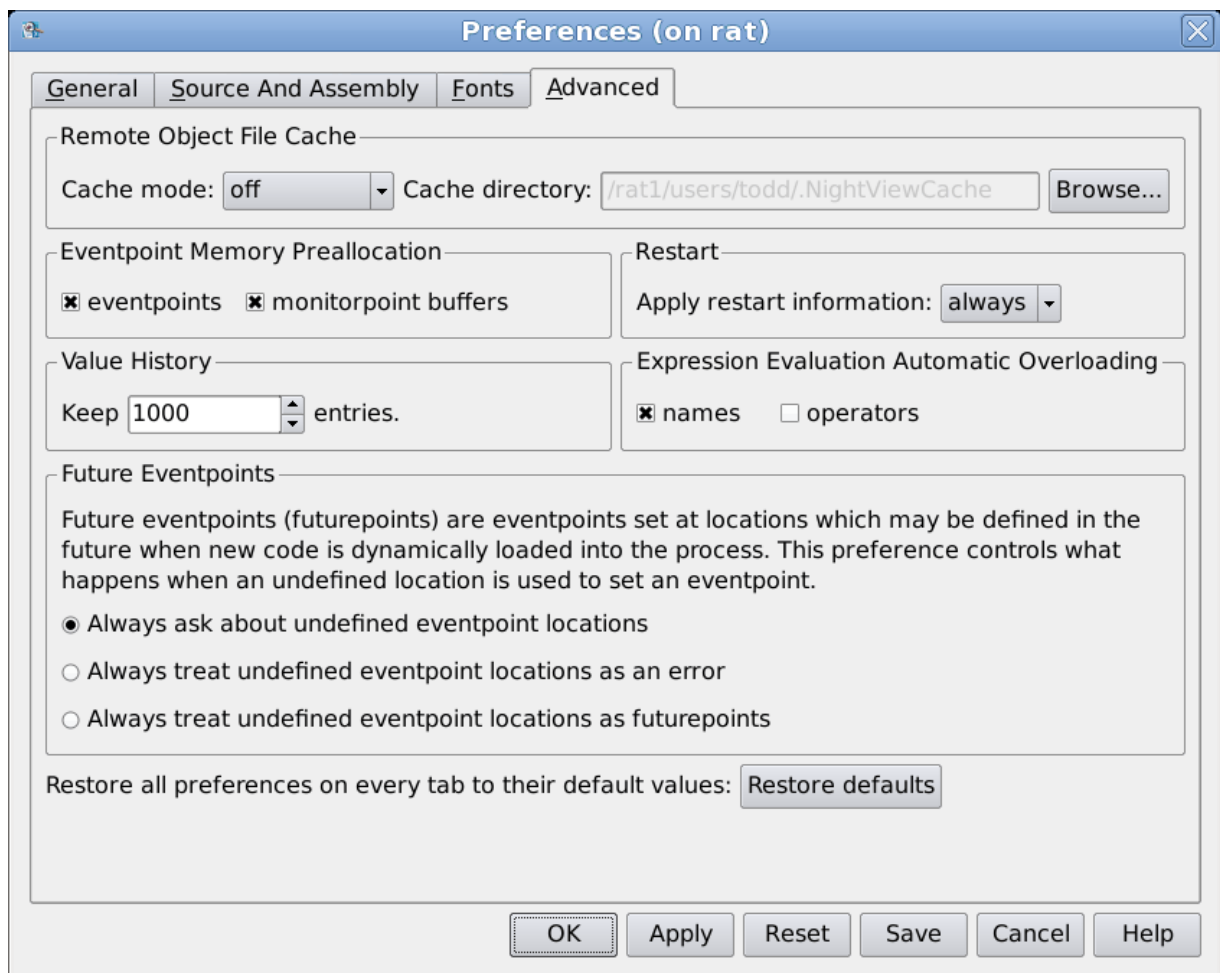 Preferences (on rat)
General Source And Assembly Fonts Advanced
Remote Object File Cache
Cache mode: off Cache directory: /rat1/users/todd/.NightViewCache Browse...
Eventpoint Memory Preallocation Restart
eventpoints monitorpoint buffers Apply restart information: always
Value History Expression Evaluation Automatic Overloading
Keep 1000 entries. names operators
Future Eventpoints
Future eventpoints (futurepoints) are eventpoints set at locations which may be defined in the
future when new code is dynamically loaded into the process. This preference controls what
happens when an undefined location is used to set an eventpoint.
Always ask about undefined eventpoint locations
Always treat undefined eventpoint locations as an error
Always treat undefined eventpoint locations as futurepoints
Restore all preferences on every tab to their default values: Restore defaults
OK Apply Reset Save Cancel Help